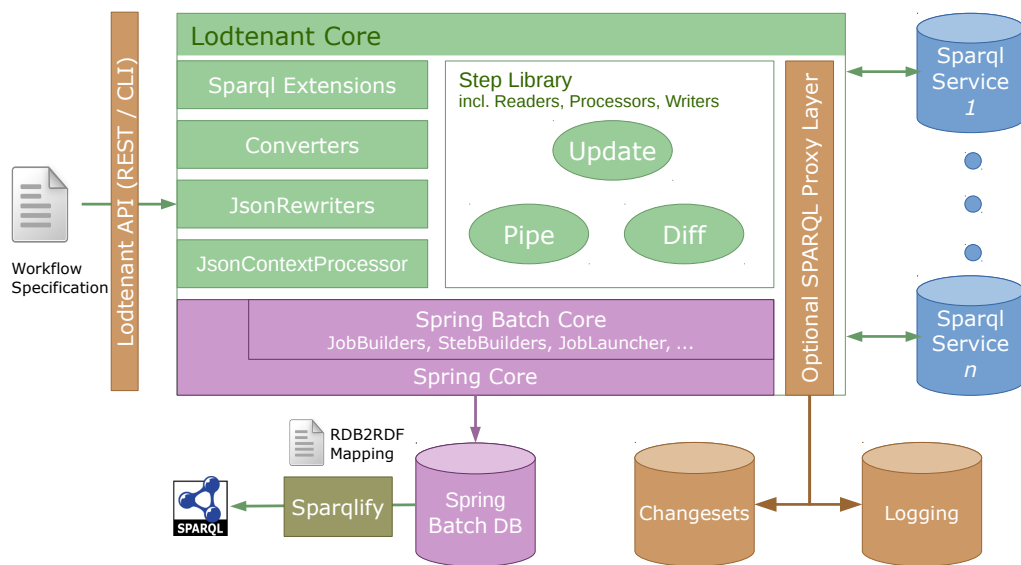 Lodtenant Core
Sparql Extensions
Converters
JsonRewriters
JsonContextProcessor
Step Library
incl. Readers, Processors, Writers
Update
Pipe
Diff
Optional SPARQL Proxy Layer
Lodtenant API (REST / CLI)
Workflow
Specification
Sparql
Service
1
Sparql
Service
n
Spring Batch Core
JobBuilders, StebBuilders, JobLauncher, ...
Spring Core
RDB2RDF
Mapping
SPARQL
Sparqlify
Spring
Batch DB
Changesets
Logging